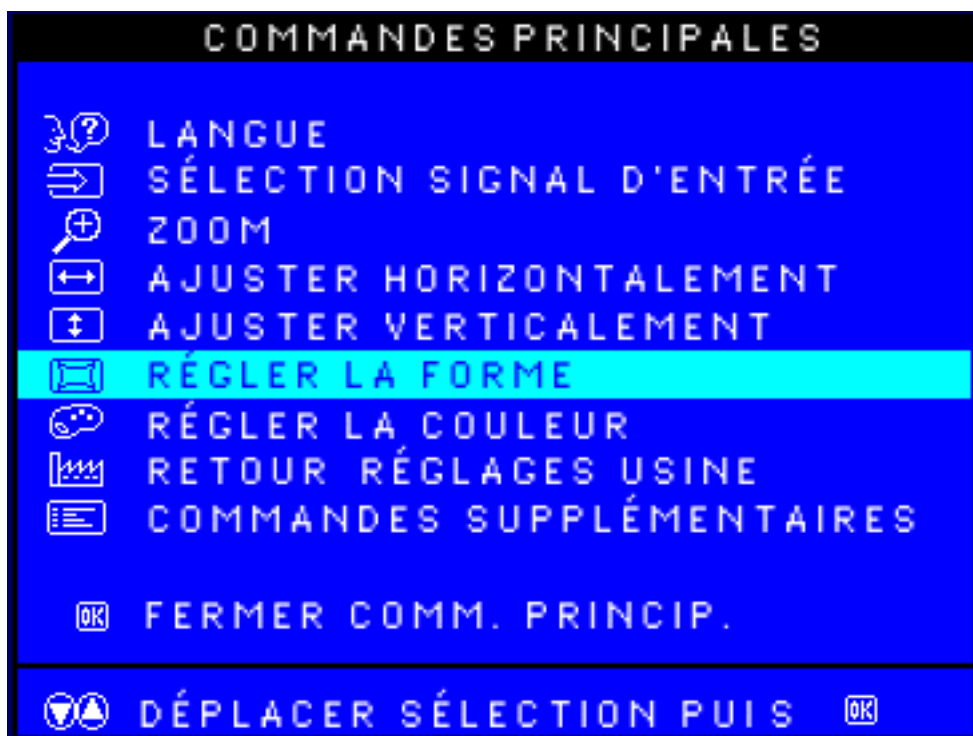 COMMANDES PRINCIPALES
LANGUE
SÉLECTION SIGNAL D'ENTRÉE
ZOOM
AJUSTER HORIZONTALEMENT
AJUSTER VERTICALEMENT
RÉGLER LA FORME
RÉGLER LA COULEUR
RETOUR RÉGLAGES USINE
COMMANDES SUPPLÉMENTAIRES
OK FERMER COMM. PRINCIP.
DÉPLACER SÉLECTION PUIS OK